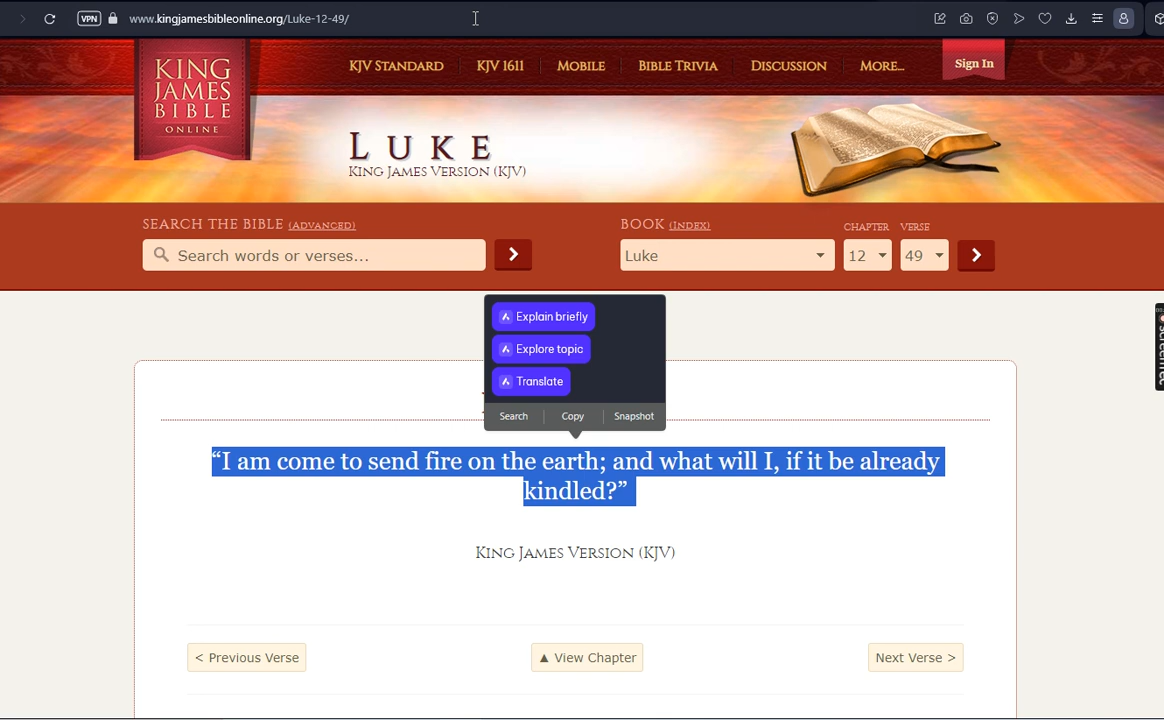 VPN
www.kingjamesbibleonline.org/Luke-12-49/
KING
JAMES
BIBLE
ONLINE
KJV STANDARD
KJV 1611
MOBILE
BIBLE TRIVIA
DISCUSSION
MORE...
Sign In
LUKE
KING JAMES VERSION (KJV)
SEARCH THE BIBLE (ADVANCED)
Search words or verses...
BOOK (INDEX)
CHAPTER
VERSE
Luke
12
49
Explain briefly
Explore topic
Translate
Search
Copy
Snapshot
“I am come to send fire on the earth; and what will I, if it be already
kindled?”
KING JAMES VERSION (KJV)
< Previous Verse
▲ View Chapter
Next Verse >